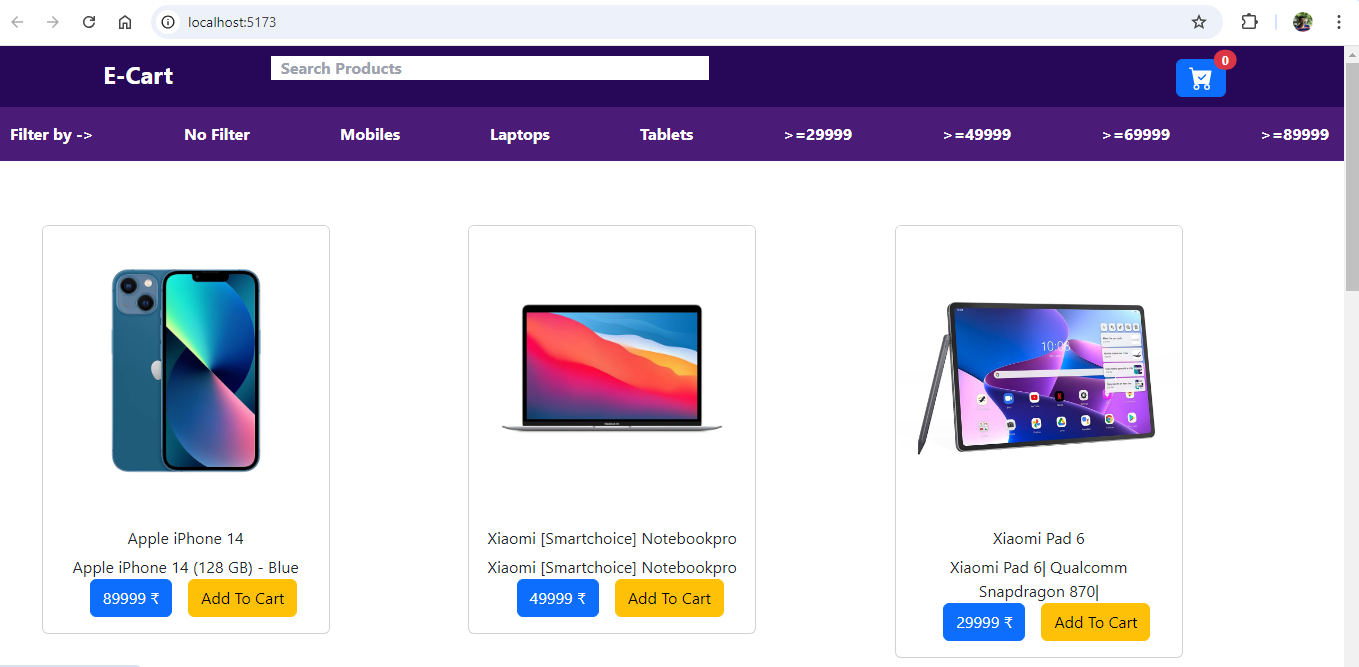 localhost:5173
E-Cart
Search Products
0
Filter by -> No Filter Mobiles Laptops Tablets >=29999 >=49999 >=69999 >=89999
10:08
Apple iPhone 14
Apple iPhone 14 (128 GB) - Blue
89999 ₹ Add To Cart
Xiaomi [Smartchoice] Notebookpro
Xiaomi [Smartchoice] Notebookpro
49999 ₹ Add To Cart
Xiaomi Pad 6
Xiaomi Pad 6| Qualcomm
Snapdragon 870|
29999 ₹ Add To Cart